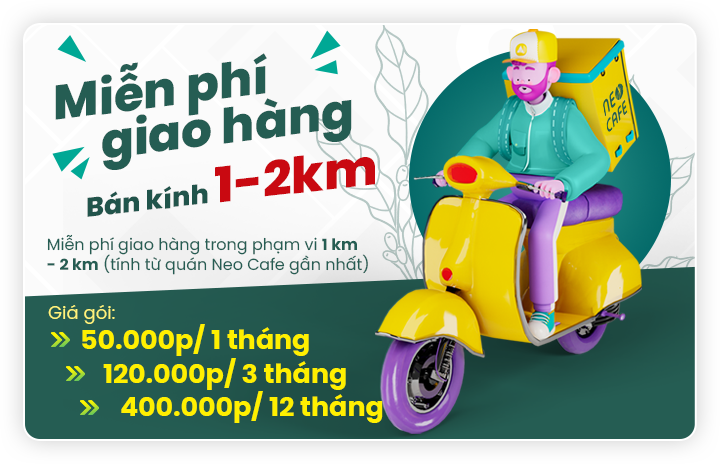 Miễn phí
giao hàng
Bán kính 1-2km
Miễn phí giao hàng trong phạm vi 1 km
- 2 km (tính từ quán Neo Cafe gần nhất)
Giá gói:
50.000p/ 1 tháng
120.000p/ 3 tháng
400.000p/ 12 tháng
NEO
CAFE